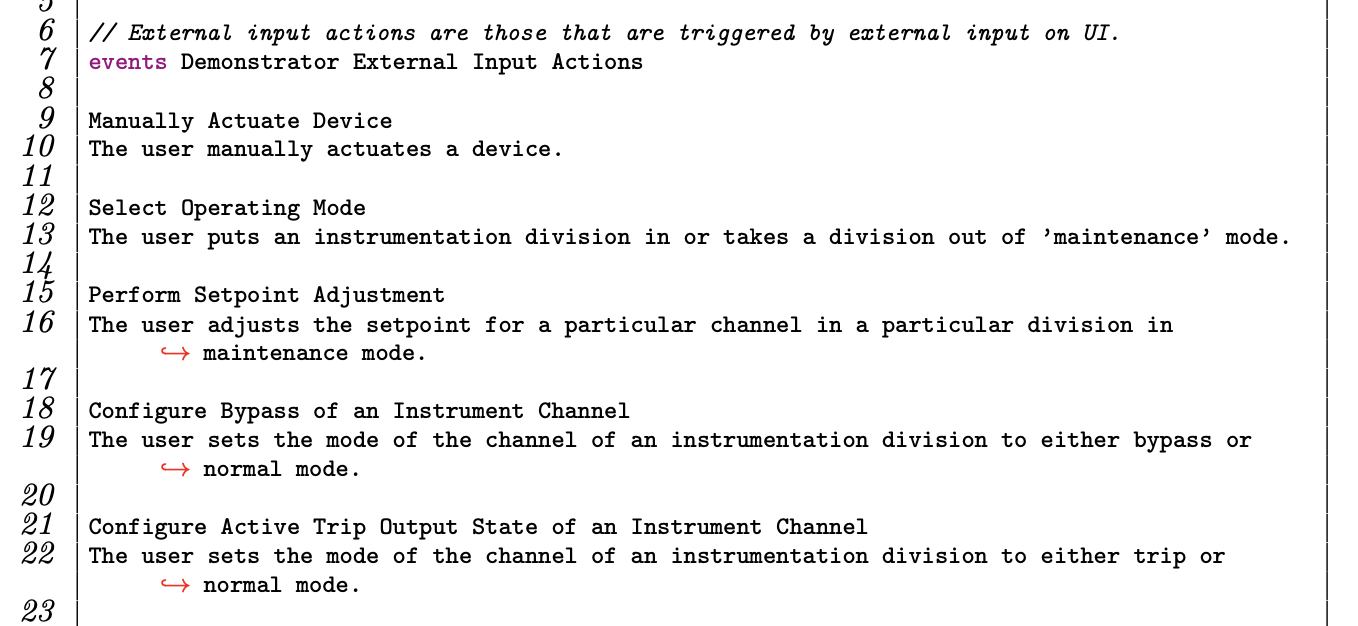 5
6 // External input actions are those that are triggered by external input on UI.
7 events Demonstrator External Input Actions
8
9 Manually Actuate Device
10 The user manually actuates a device.
11
12 Select Operating Mode
13 The user puts an instrumentation division in or takes a division out of ’maintenance’ mode.
14
15 Perform Setpoint Adjustment
16 The user adjusts the setpoint for a particular channel in a particular division in
↪ maintenance mode.
17
18 Configure Bypass of an Instrument Channel
19 The user sets the mode of the channel of an instrumentation division to either bypass or
↪ normal mode.
20
21 Configure Active Trip Output State of an Instrument Channel
22 The user sets the mode of the channel of an instrumentation division to either trip or
↪ normal mode.
23